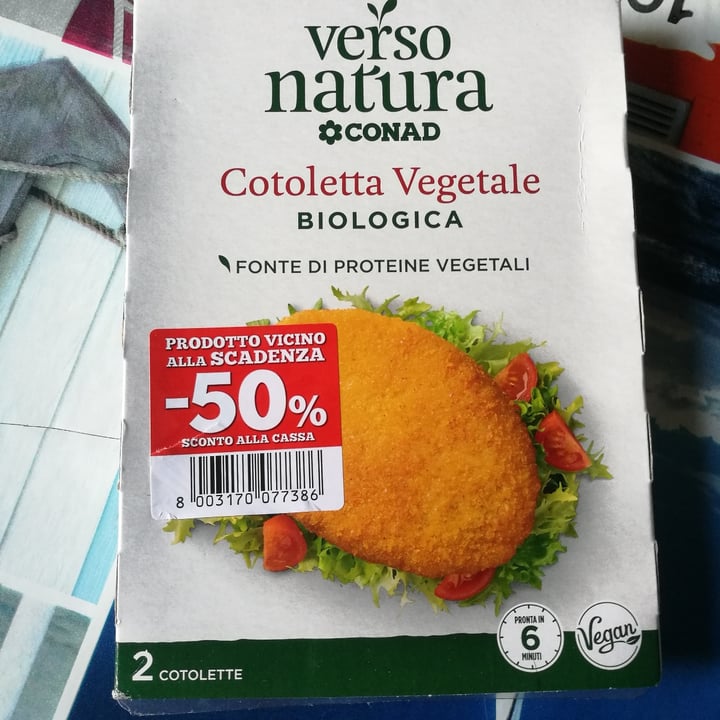 verso
natura
CONAD
Cotoletta Vegetale
BIOLOGICA
FONTE DI PROTEINE VEGETALI
PRODOTTO VICINO
ALLA SCADENZA
-50%
SCONTO ALLA CASSA
8 003170 077386
PRONTA IN
6
MINUTI
Vegan
2 COTOLETTE
10